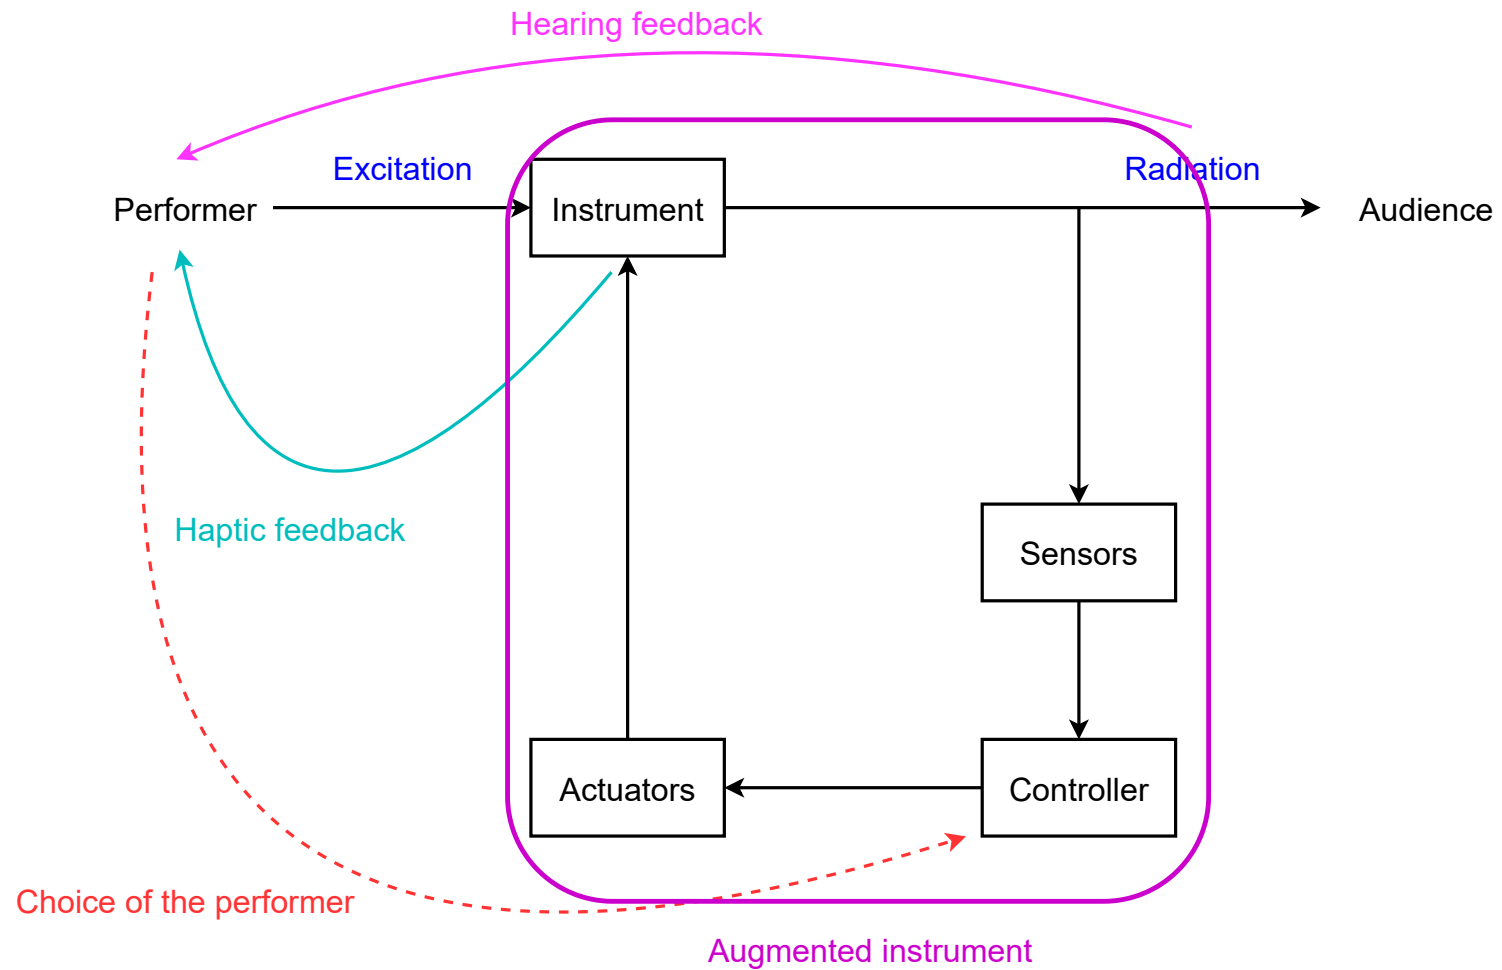 Hearing feedback
Excitation
Radiation
Performer
Instrument
Audience
Haptic feedback
Sensors
Actuators
Controller
Choice of the performer
Augmented instrument